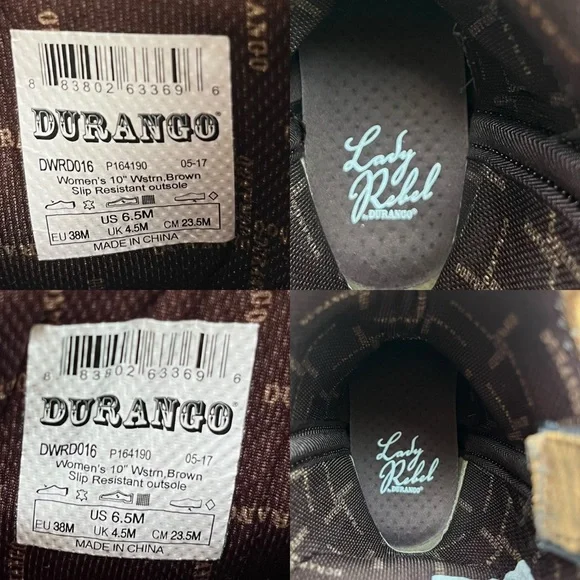 8 83802 63369 6
DURANGO
DWRD016 P164190 05-17
Women's 10" Wstrn,Brown
Slip Resistant outsole
US 6.5M
EU 38M UK 4.5M CM 23.5M
MADE IN CHINA
Lady
Rebel
by DURANGO®
8 83802 63369 6
DURANGO
DWRD016 P164190 05-17
Women's 10" Wstrn,Brown
Slip Resistant outsole
US 6.5M
EU 38M UK 4.5M CM 23.5M
MADE IN CHINA
Lady
Rebel
by DURANGO®